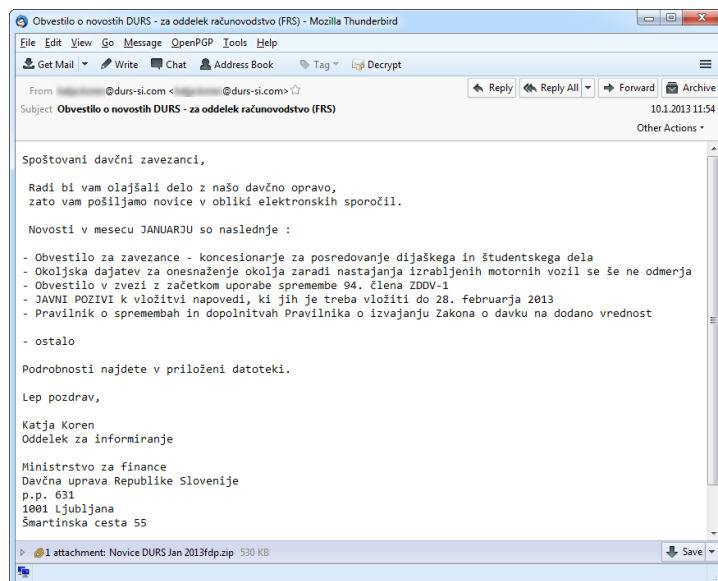 Obvestilo o novostih DURS - za oddelek računovodstvo (FRS) - Mozilla Thunderbird
File Edit View Go Message OpenPGP Tools Help
Get Mail Write Chat Address Book Tag Decrypt
From @durs-si.com < @durs-si.com> Reply Reply All Forward Archive
Subject Obvestilo o novostih DURS - za oddelek računovodstvo (FRS) 10.1.2013 11:54
Other Actions
Spoštovani davčni zavezanci,
Radi bi vam olajšali delo z našo davčno opravo,
zato vam pošiljamo novice v obliki elektronskih sporočil.
Novosti v mesecu JANUARJU so naslednje :
- Obvestilo za zavezance - koncesionarje za posredovanje dijaškega in študentskega dela
- Okoljska dajatev za onesnaženje okolja zaradi nastajanja izrabljenih motornih vozil se še ne odmerja
- Obvestilo v zvezi z začetkom uporabe spremembe 94. člena ZDDV-1
- JAVNI POZIVI k vložitvi napovedi, ki jih je treba vložiti do 28. februarja 2013
- Pravilnik o spremembah in dopolnitvah Pravilnika o izvajanju Zakona o davku na dodano vrednost
- ostalo
Podrobnosti najdete v priloženi datoteki.
Lep pozdrav,
Katja Koren
Oddelek za informiranje
Ministrstvo za finance
Davčna uprava Republike Slovenije
p.p. 631
1001 Ljubljana
Šmartinska cesta 55
1 attachment: Novice DURS Jan 2013fdp.zip 530 KB Save